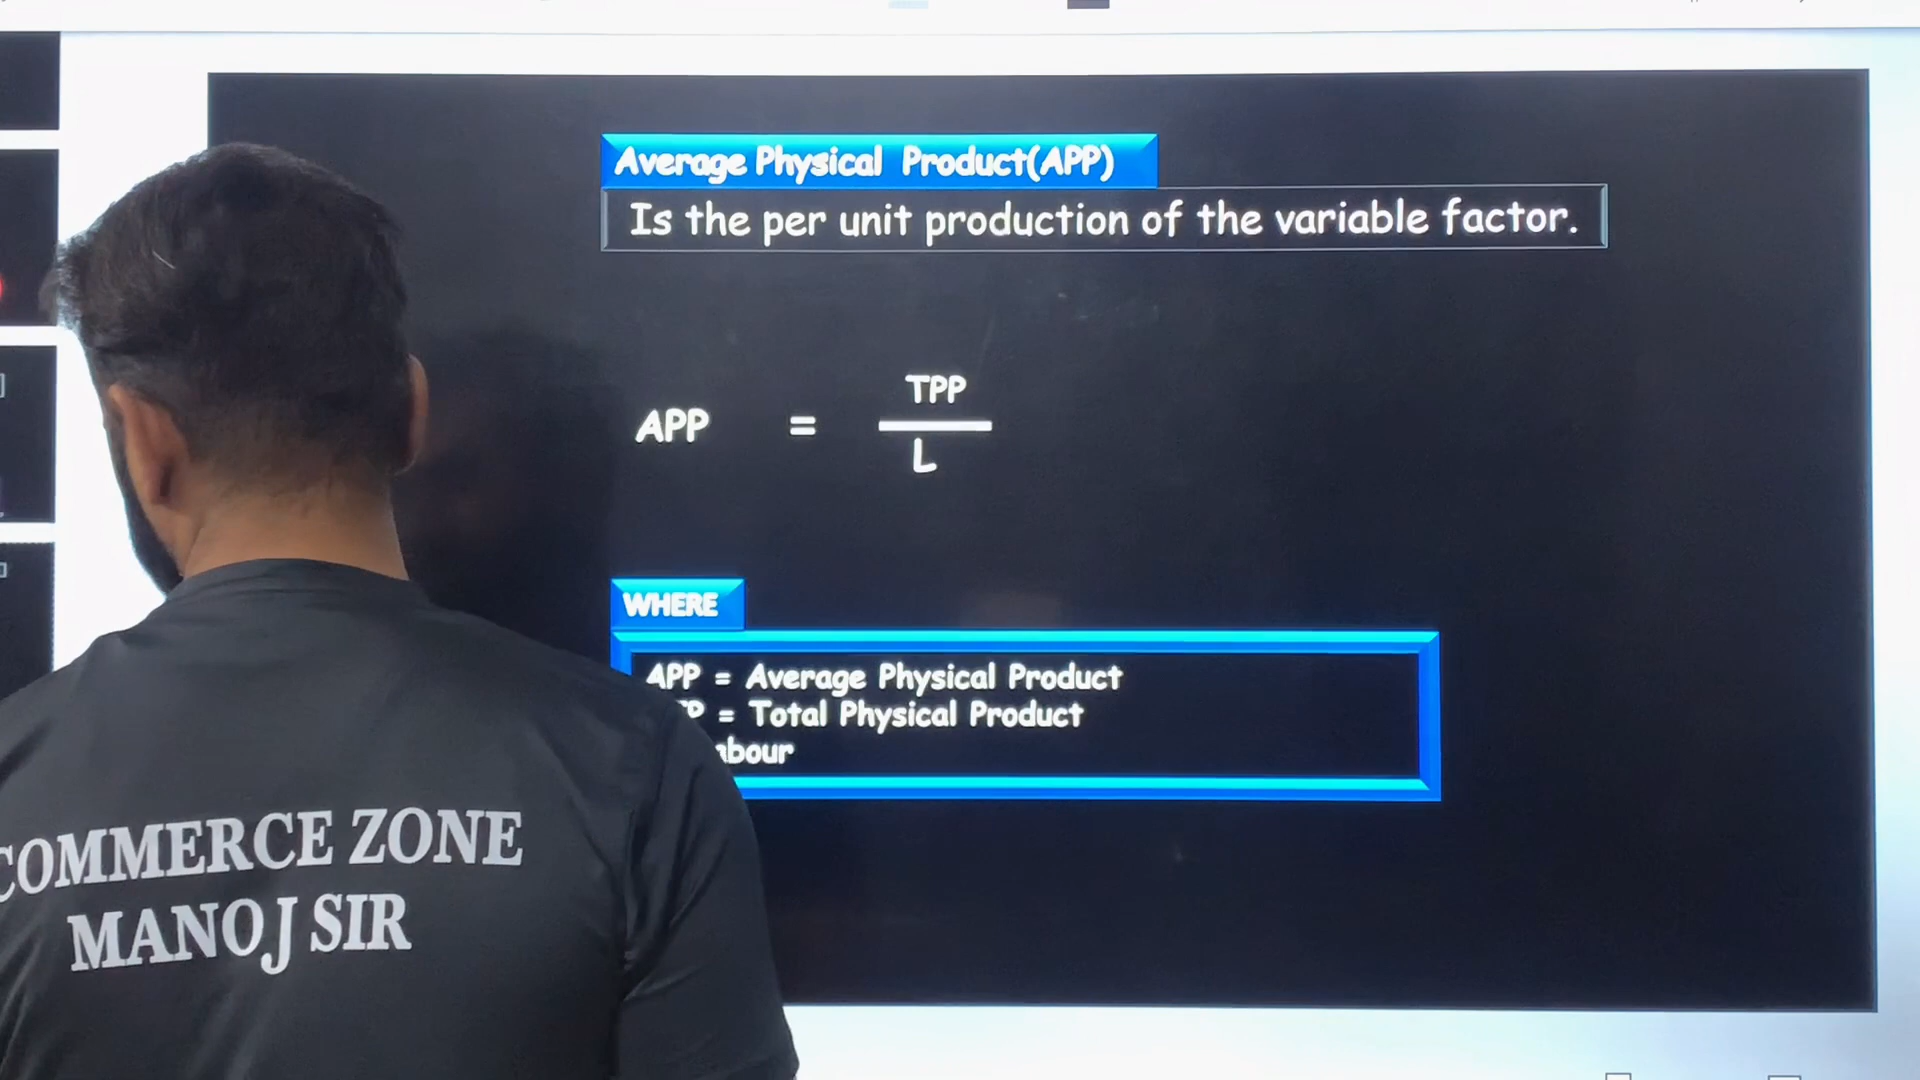 Average Physical Product(APP)
Is the per unit production of the variable factor.
TPP
APP =
L
WHERE
APP = Average Physical Product
= Total Physical Product
COMMERCE ZONE
MANOJ SIR